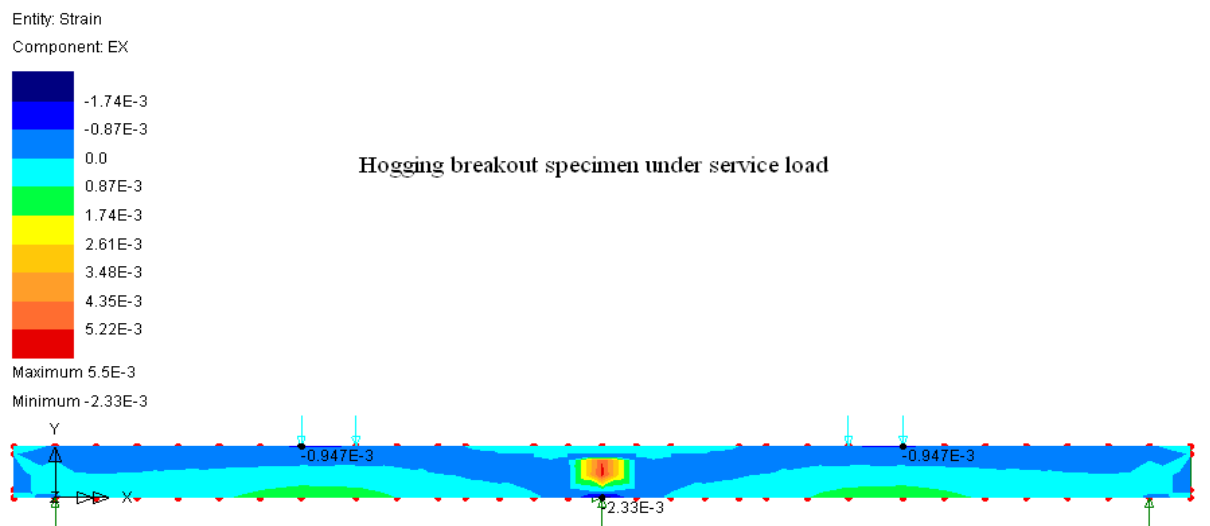 Entity: Strain
Component: EX
-1.74E-3
-0.87E-3
0.0
0.87E-3
1.74E-3
2.61E-3
3.48E-3
4.35E-3
5.22E-3
Maximum 5.5E-3
Minimum -2.33E-3
Hogging breakout specimen under service load
Y
-0.947E-3 -0.947E-3
Z X
-2.33E-3